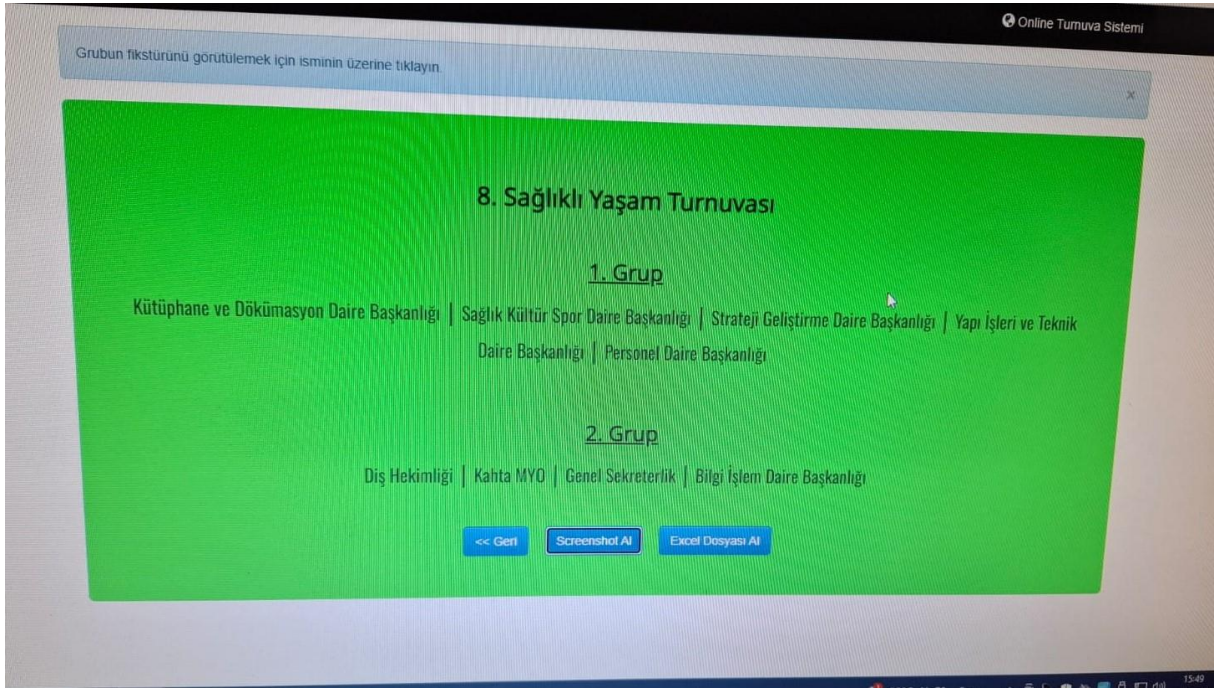 Online Turnuva Sistemi
Grubun fikstürünü görütülemek için isminin üzerine tıklayın.
×
8. Sağlıklı Yaşam Turnuvası
1. Grup
Kütüphane ve Dökümasyon Daire Başkanlığı | Sağlık Kültür Spor Daire Başkanlığı | Strateji Geliştirme Daire Başkanlığı | Yapı İşleri ve Teknik
Daire Başkanlığı | Personel Daire Başkanlığı
2. Grup
Diş Hekimliği | Kahta MYO | Genel Sekreterlik | Bilgi İşlem Daire Başkanlığı
<< Geri Screenshot Al Excel Dosyası Al
15:49